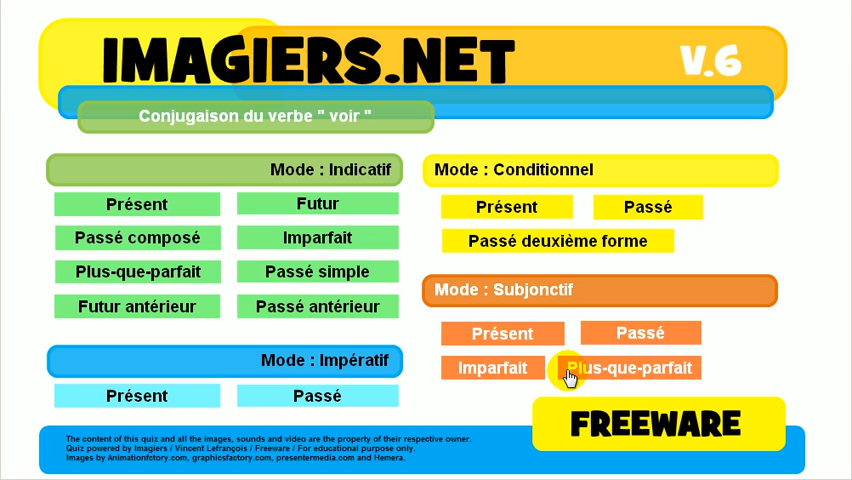 IMAGIERS.NET
V.6
Conjugaison du verbe " voir "
Mode : Indicatif
Présent
Futur
Passé composé
Imparfait
Plus-que-parfait
Passé simple
Futur antérieur
Passé antérieur
Mode : Impératif
Présent
Passé
Mode : Conditionnel
Présent
Passé
Passé deuxième forme
Mode : Subjonctif
Présent
Passé
Imparfait
Plus-que-parfait
FREEWARE
The content of this quiz and all the images, sounds and video are the property of their respective owner.
Quiz powered by Imagiers / Vincent Lefrançois / Freeware / For educational purpose only.
Images by Animationfctory.com, graphicsfactory.com, presentermedia.com and Hemera.